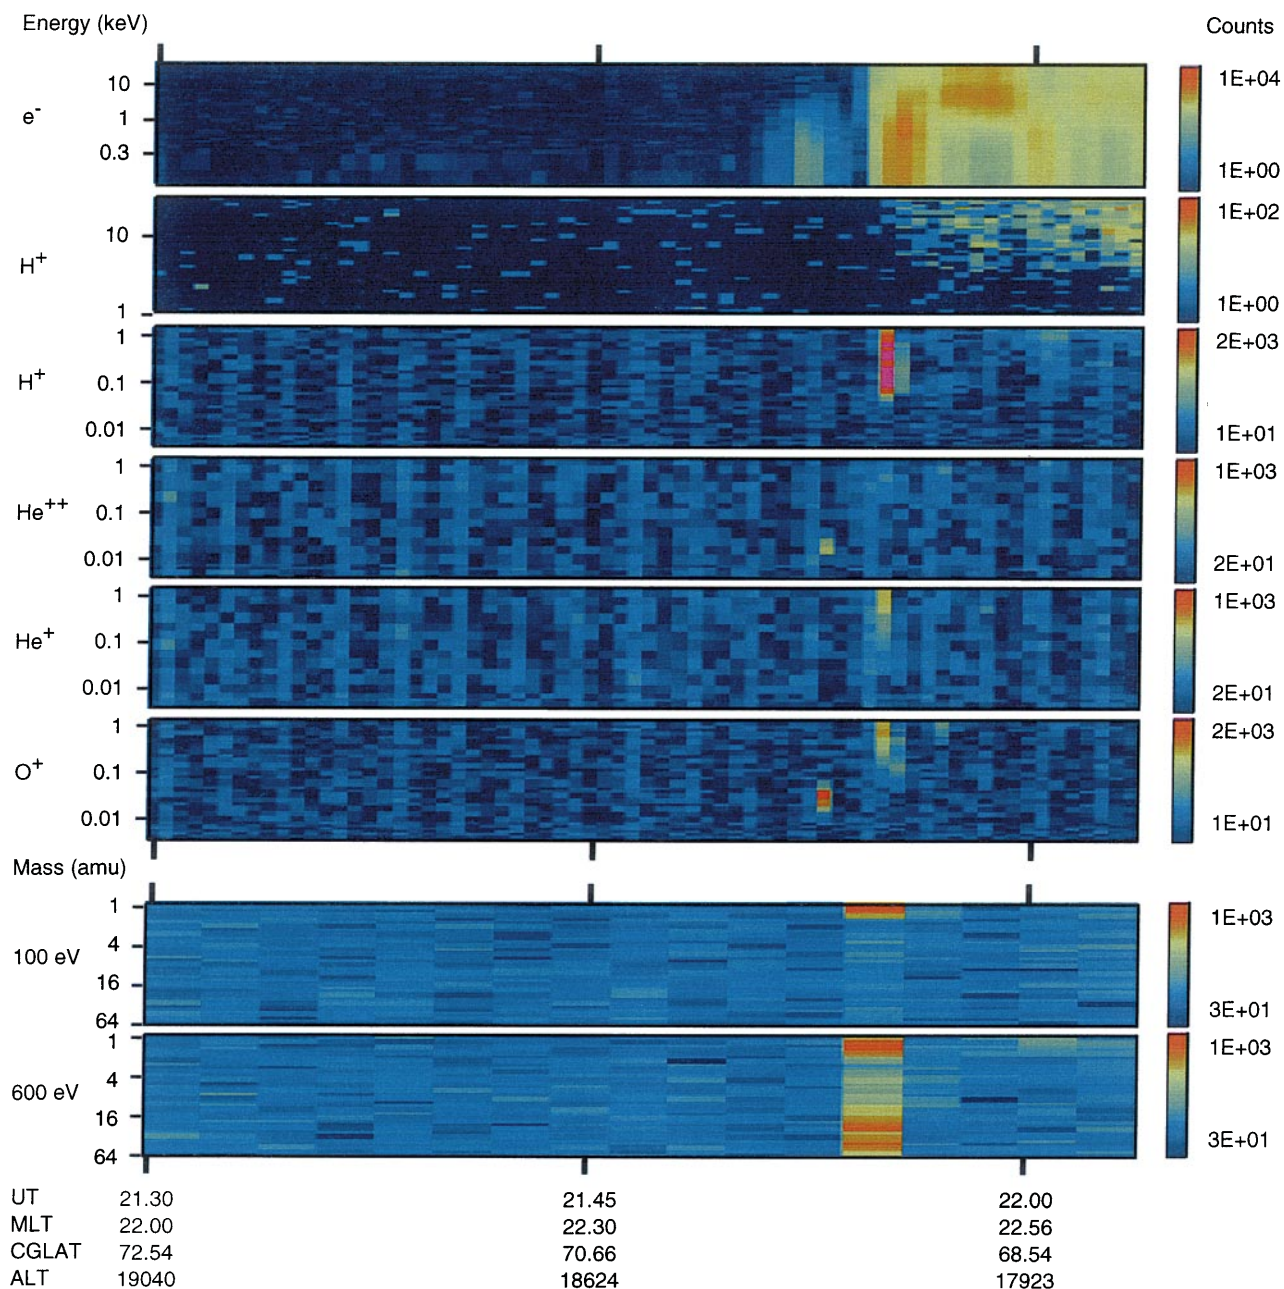 Energy (keV)
Counts
e-
10
1
0.3
1E+04
1E+00
H+
10
1
1E+02
1E+00
H+
1
0.1
0.01
2E+03
1E+01
He++
1
0.1
0.01
1E+03
2E+01
He+
1
0.1
0.01
1E+03
2E+01
O+
1
0.1
0.01
2E+03
1E+01
Mass (amu)
100 eV
1
4
16
64
1E+03
3E+01
600 eV
1
4
16
64
1E+03
3E+01
UT 21.30 21.45 22.00
MLT 22.00 22.30 22.56
CGLAT 72.54 70.66 68.54
ALT 19040 18624 17923